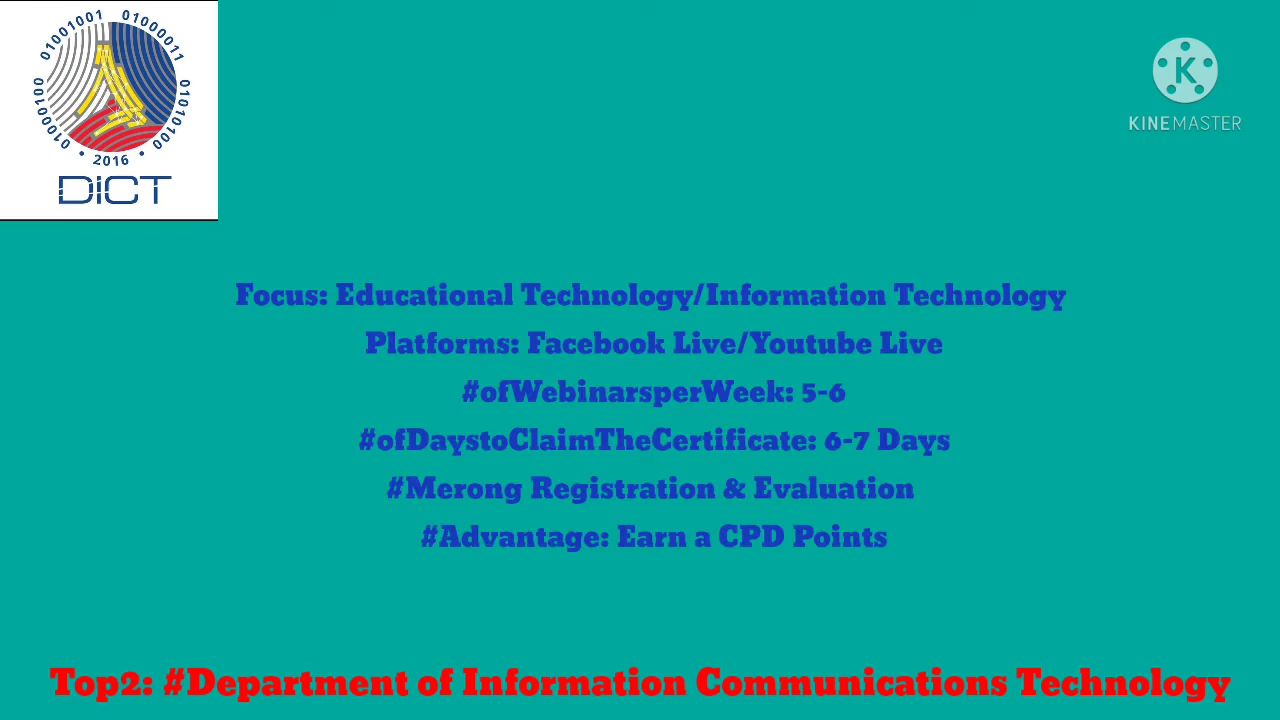 01000100 01001001 01000011 01010100
• 2016 •
DICT
K
KINEMASTER
Focus: Educational Technology/Information Technology
Platforms: Facebook Live/Youtube Live
#ofWebinarsperWeek: 5-6
#ofDaystoClaimTheCertificate: 6-7 Days
#Merong Registration & Evaluation
#Advantage: Earn a CPD Points
Top2: #Department of Information Communications Technology